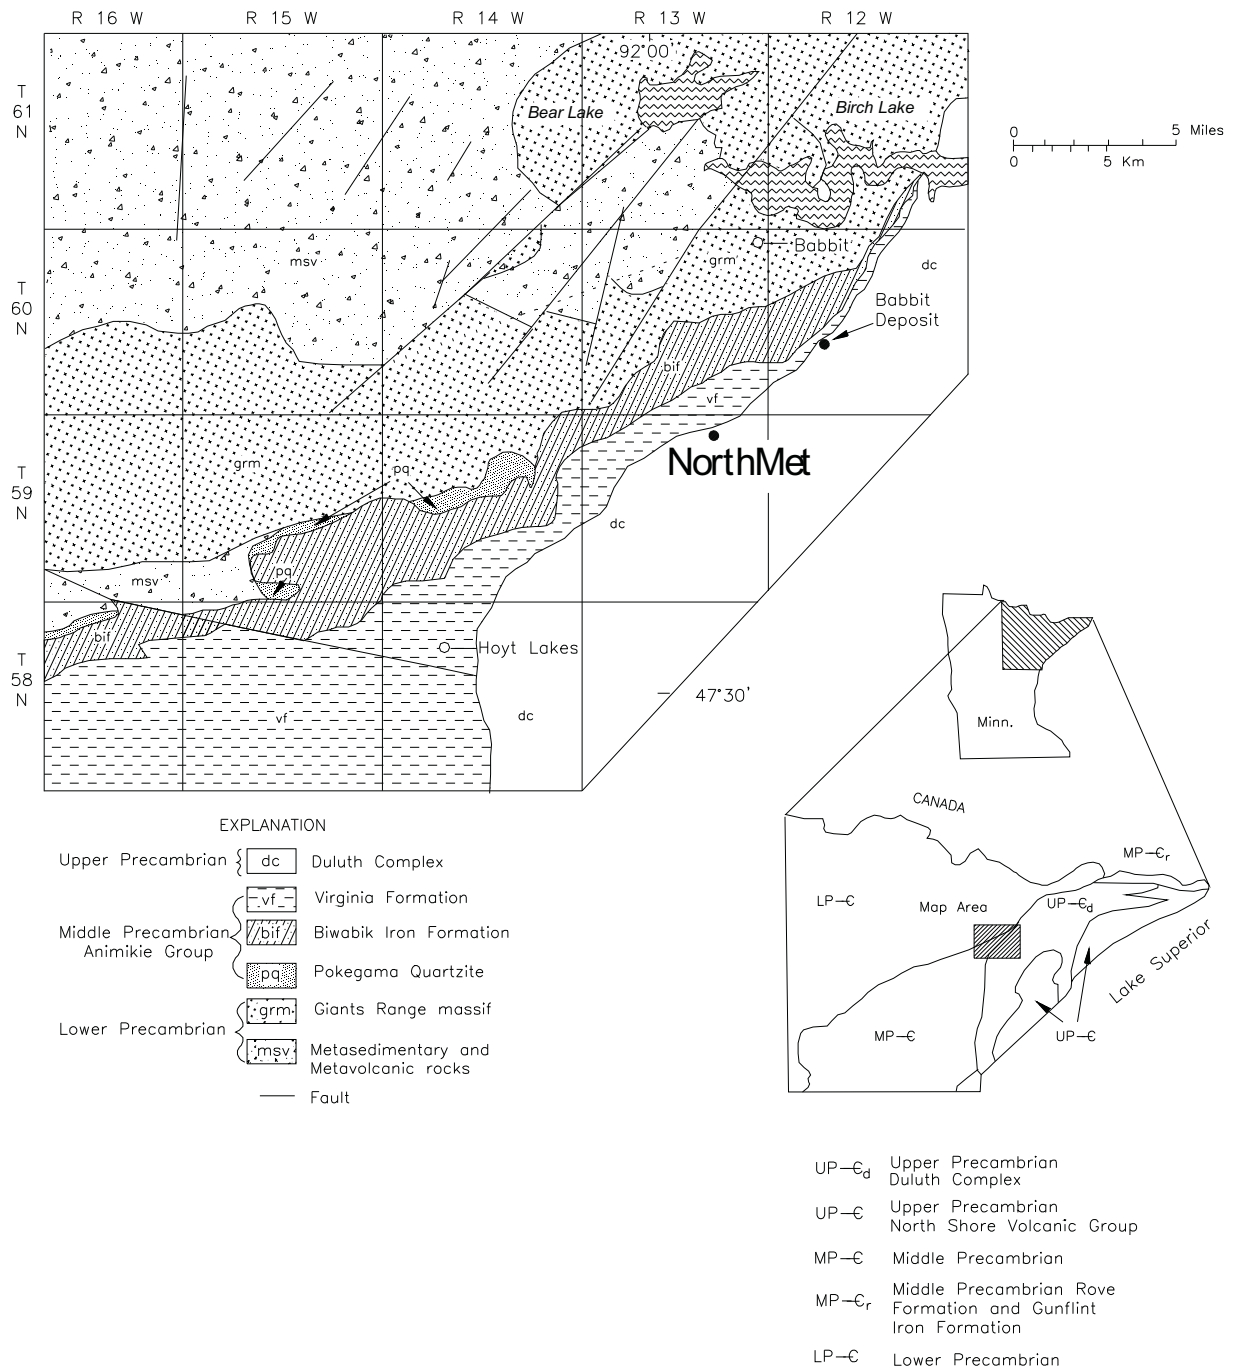 R 16 W
R 15 W
R 14 W
R 13 W
R 12 W
92°00'
T
61
N
Bear Lake
Birch Lake
0
5 Miles
0
5 Km
Babbit
msv
grm
dc
T
60
N
Babbit
Deposit
bif
vf
NorthMet
grm
pq
T
59
N
dc
pq
msv
bif
Hoyt Lakes
T
58
N
47°30'
vf
dc
Minn.
EXPLANATION
Upper Precambrian
dc
Duluth Complex
vf
Virginia Formation
Middle Precambrian
Animikie Group
bif
Biwabik Iron Formation
pq
Pokegama Quartzite
Lower Precambrian
grm
Giants Range massif
msv
Metasedimentary and
Metavolcanic rocks
Fault
CANADA
MP-Ꞓr
LP-Ꞓ
Map Area
UP-Ꞓd
Lake Superior
MP-Ꞓ
UP-Ꞓ
UP-Ꞓd
Upper Precambrian
Duluth Complex
UP-Ꞓ
Upper Precambrian
North Shore Volcanic Group
MP-Ꞓ
Middle Precambrian
MP-Ꞓr
Middle Precambrian Rove
Formation and Gunflint
Iron Formation
LP-Ꞓ
Lower Precambrian